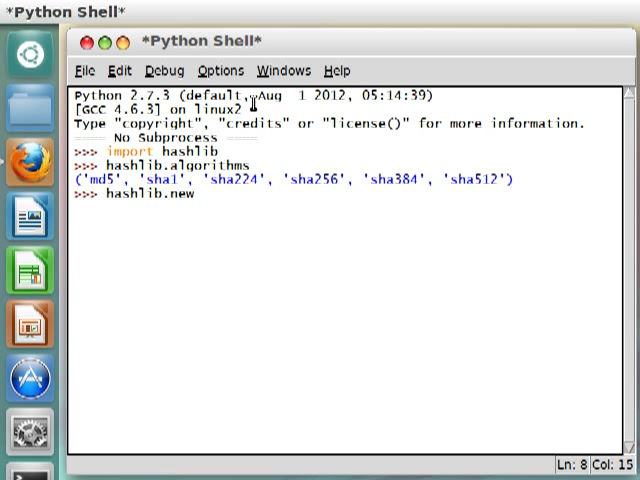 *Python Shell*
*Python Shell*
File Edit Debug Options Windows Help
Python 2.7.3 (default, Aug  1 2012, 05:14:39)
[GCC 4.6.3] on linux2
Type "copyright", "credits" or "license()" for more information.
==== No Subprocess ====
>>> import hashlib
>>> hashlib.algorithms
('md5', 'sha1', 'sha224', 'sha256', 'sha384', 'sha512')
>>> hashlib.new
Ln: 8 Col: 15